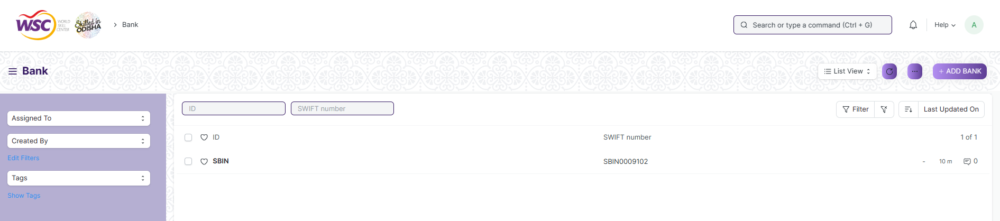 WSC WORLD SKILL CENTER Skilled in ODISHA > Bank
Search or type a command (Ctrl + G)
Help
A
Bank
List View
...
+ ADD BANK
Assigned To
Created By
Edit Filters
Tags
Show Tags
ID SWIFT number
Filter
Last Updated On
ID SWIFT number 1 of 1
SBIN SBIN0009102 - 10 m 0